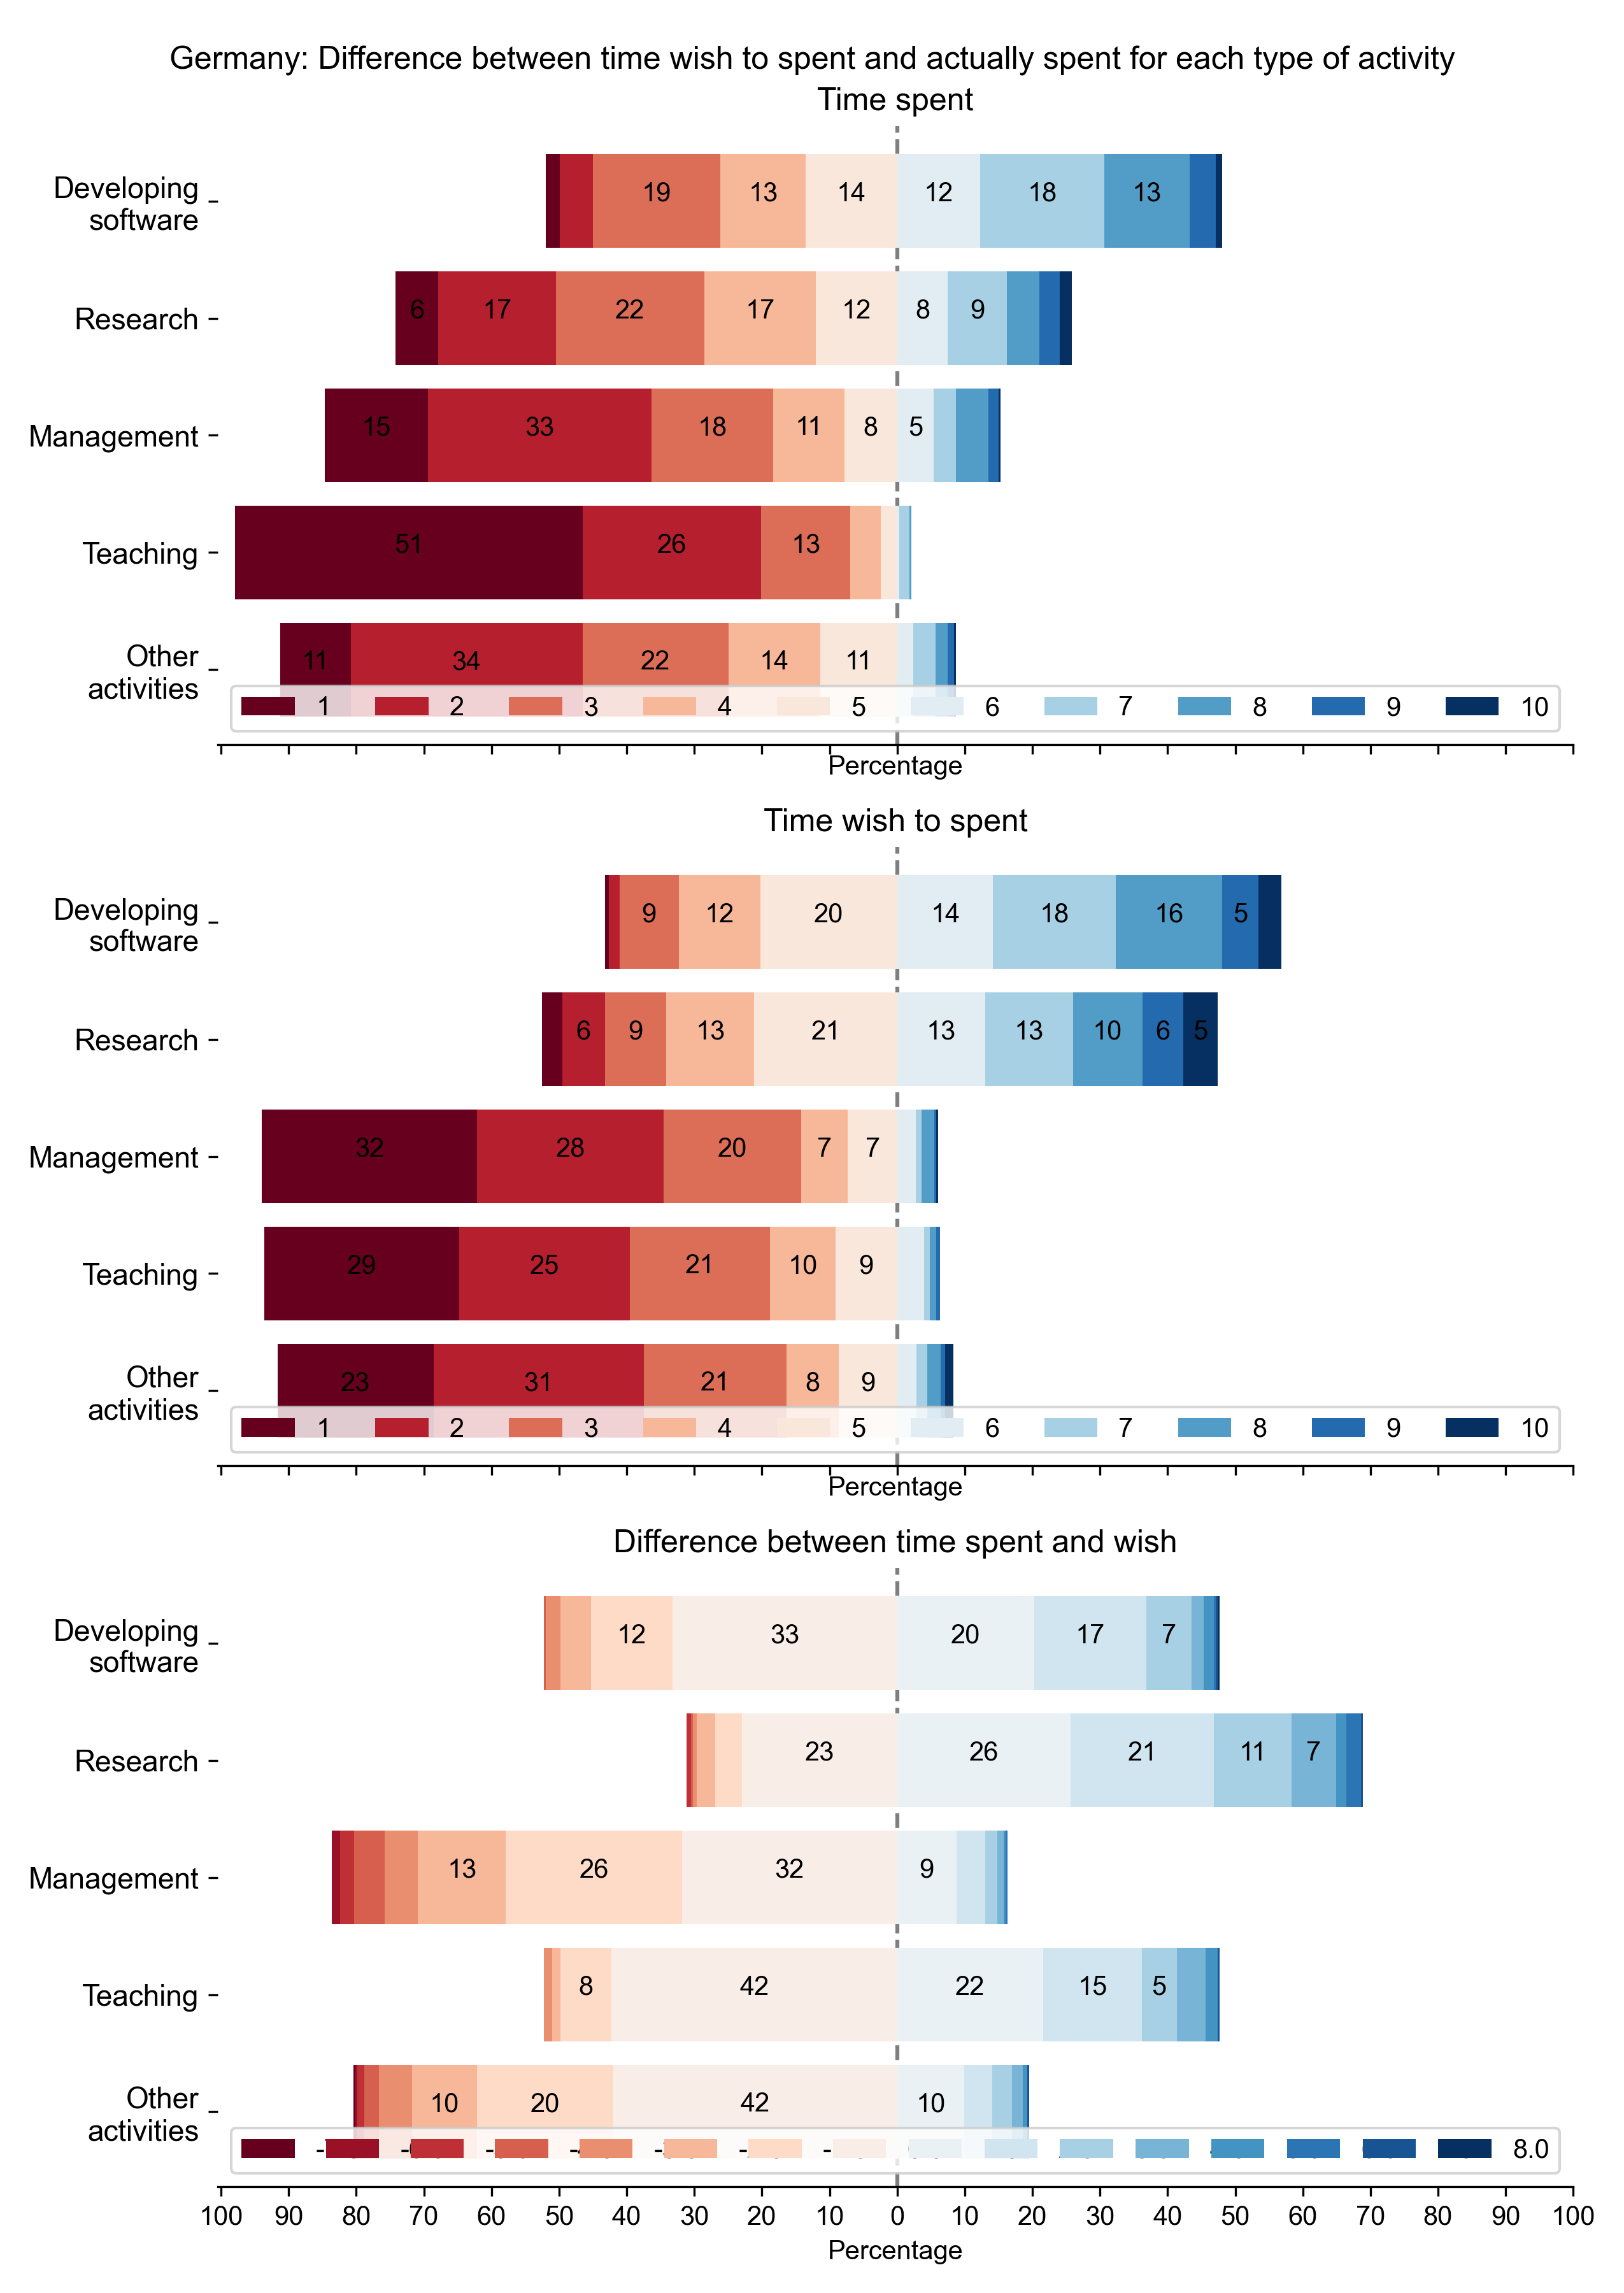 Germany: Difference between time wish to spent and actually spent for each type of activity
Time spent
Developing
software
19 13 14 12 18 13
Research
6 17 22 17 12 8 9
Management
15 33 18 11 8 5
Teaching
51 26 13
Other
activities
11 34 22 14 11
1 2 3 4 5 6 7 8 9 10
Percentage
Time wish to spent
Developing
software
9 12 20 14 18 16 5
Research
6 9 13 21 13 13 10 6 5
Management
32 28 20 7 7
Teaching
29 25 21 10 9
Other
activities
23 31 21 8 9
1 2 3 4 5 6 7 8 9 10
Percentage
Difference between time spent and wish
Developing
software
12 33 20 17 7
Research
23 26 21 11 7
Management
13 26 32 9
Teaching
8 42 22 15 5
Other
activities
10 20 42 10
8.0
100 90 80 70 60 50 40 30 20 10 0 10 20 30 40 50 60 70 80 90 100
Percentage